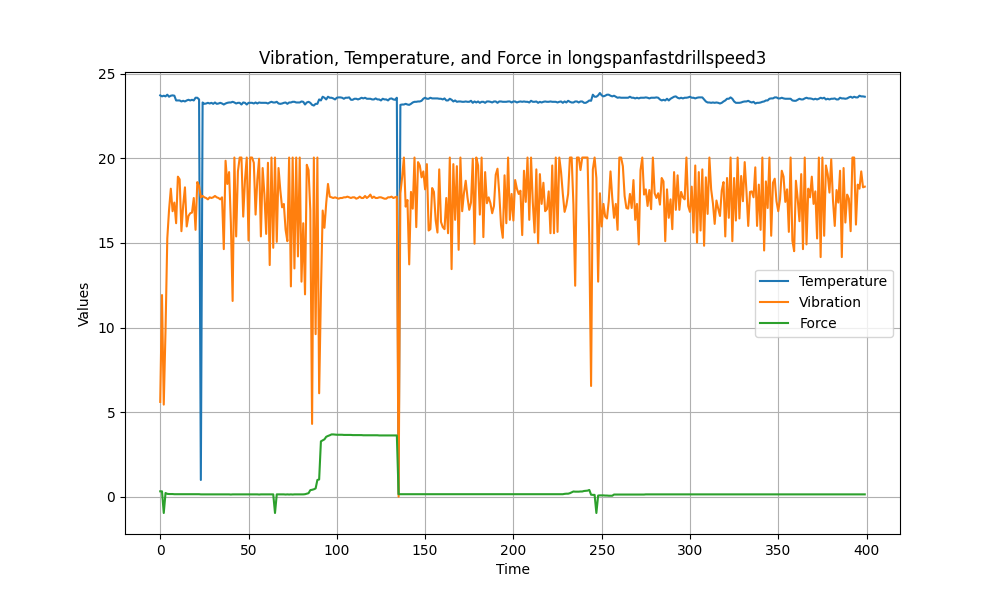 Vibration, Temperature, and Force in longspanfastdrillspeed3
25
20
15
10
5
0
Values
Temperature
Vibration
Force
0 50 100 150 200 250 300 350 400
Time